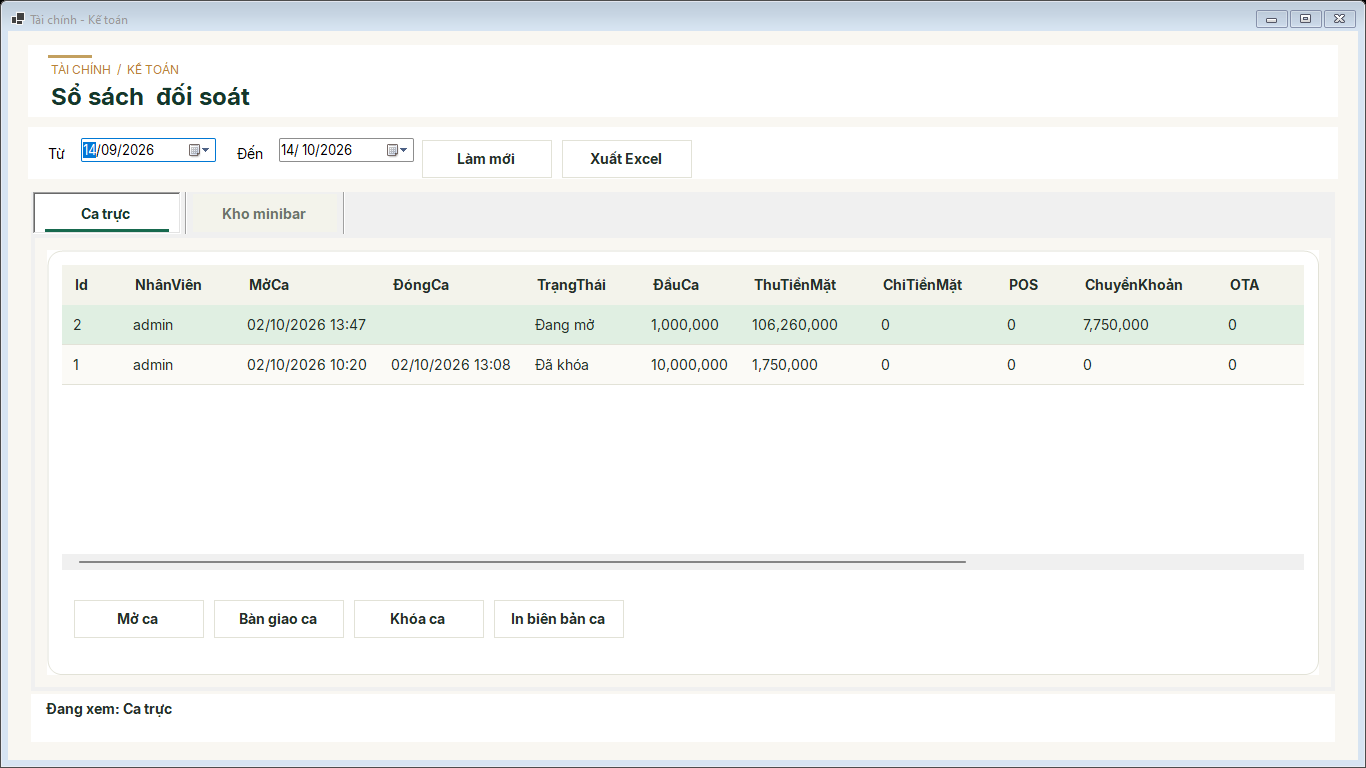 Tài chính - Kế toán
TÀI CHÍNH / KẾ TOÁN
Sổ sách đối soát
Từ 14/09/2026 Đến 14/ 10/2026 Làm mới Xuất Excel
Ca trực Kho minibar
Id NhânViên MởCa ĐóngCa TrạngThái ĐầuCa ThuTiềnMặt ChiTiềnMặt POS ChuyểnKhoản OTA
2 admin 02/10/2026 13:47 Đang mở 1,000,000 106,260,000 0 0 7,750,000 0
1 admin 02/10/2026 10:20 02/10/2026 13:08 Đã khóa 10,000,000 1,750,000 0 0 0 0
Mở ca Bàn giao ca Khóa ca In biên bản ca
Đang xem: Ca trực